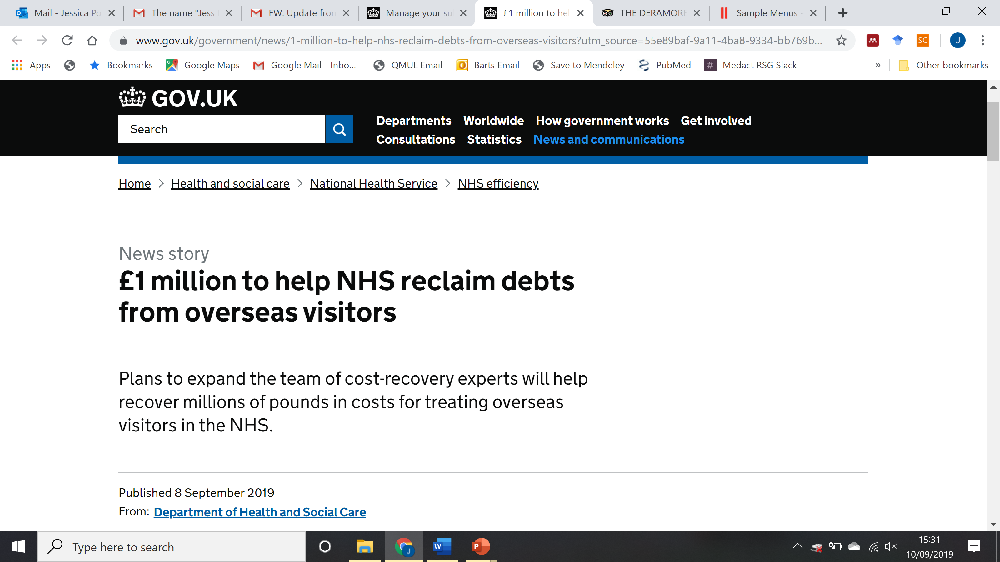 Mail - Jessica Po
The name "Jess
FW: Update from
Manage your su
£1 million to hel
THE DERAMORE
Sample Menus -
www.gov.uk/government/news/1-million-to-help-nhs-reclaim-debts-from-overseas-visitors?utm_source=55e89baf-9a11-4ba8-9334-bb769b...
SC
J
Apps
Bookmarks
Google Maps
Google Mail - Inbo...
QMUL Email
Barts Email
Save to Mendeley
PubMed
# Medact RSG Slack
»
Other bookmarks
GOV.UK
Search
Departments Worldwide How government works Get involved
Consultations Statistics News and communications
Home > Health and social care > National Health Service > NHS efficiency
News story
£1 million to help NHS reclaim debts
from overseas visitors
Plans to expand the team of cost-recovery experts will help
recover millions of pounds in costs for treating overseas
visitors in the NHS.
Published 8 September 2019
From: Department of Health and Social Care
Type here to search
J
W
P
15:31
10/09/2019